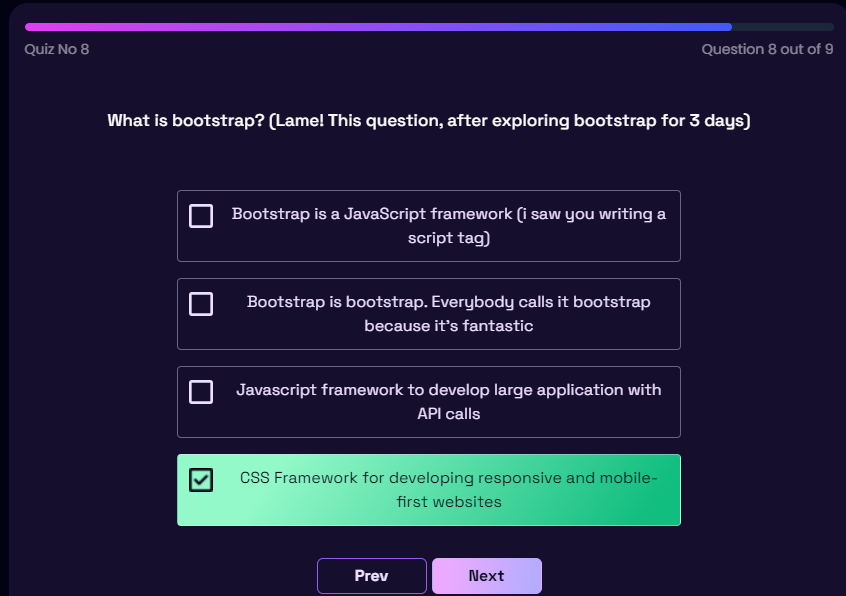 Quiz No 8
Question 8 out of 9
What is bootstrap? (Lame! This question, after exploring bootstrap for 3 days)
Bootstrap is a JavaScript framework (i saw you writing a
script tag)
Bootstrap is bootstrap. Everybody calls it bootstrap
because it's fantastic
Javascript framework to develop large application with
API calls
CSS Framework for developing responsive and mobile-
first websites
Prev
Next